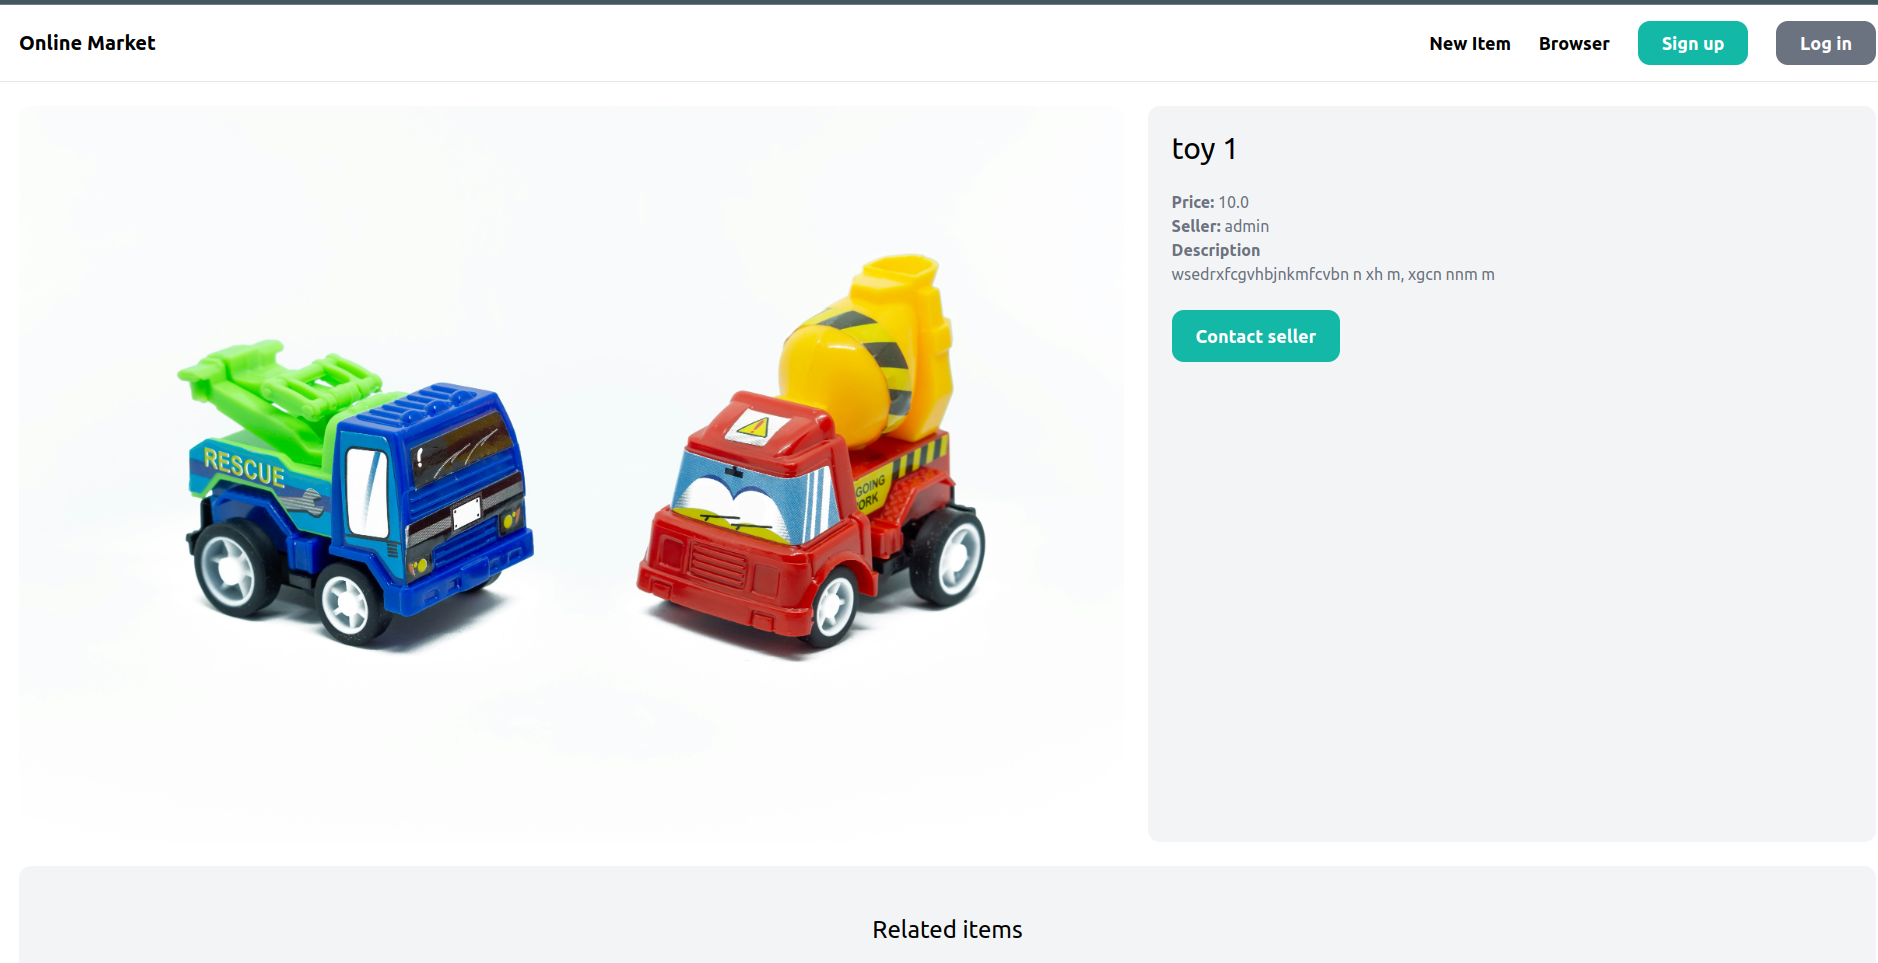 Online Market
New Item
Browser
Sign up
Log in
toy 1
Price: 10.0
Seller: admin
Description
wsedrxfcgvhbjnkmfcvbn n xh m, xgcn nnm m
Contact seller
RESCUE
GOING
Related items